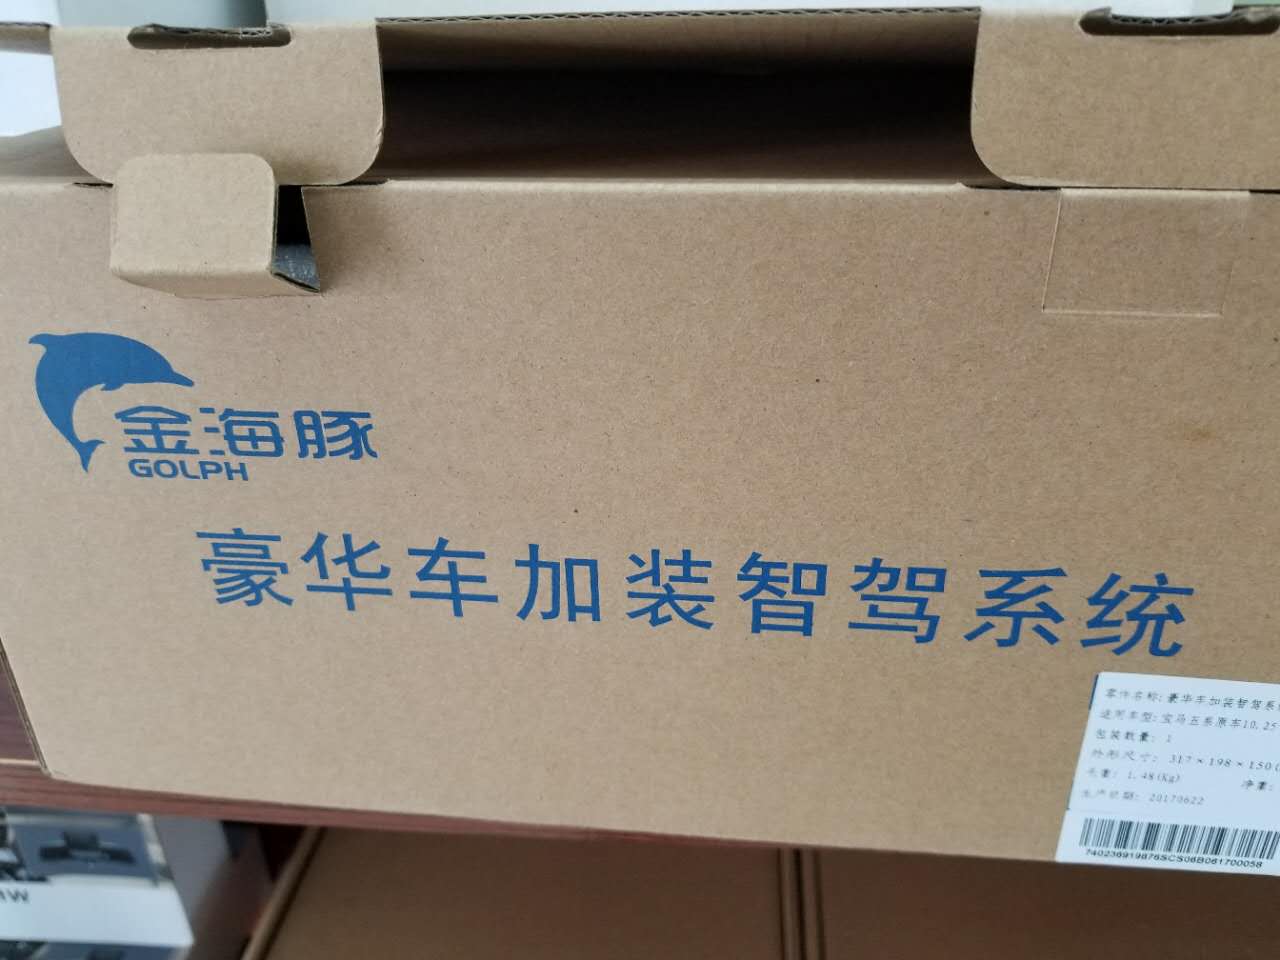 金海豚
GOLPH
豪华车加装智驾系统
零件名称: 豪华车加装智驾系
适用车型: 宝马五系原车10.25
包装数量: 1
外形尺寸: 317×198×150(
毛重: 1.48(Kg) 净重:
生产日期: 20170622
740236919876SCS06B061700058